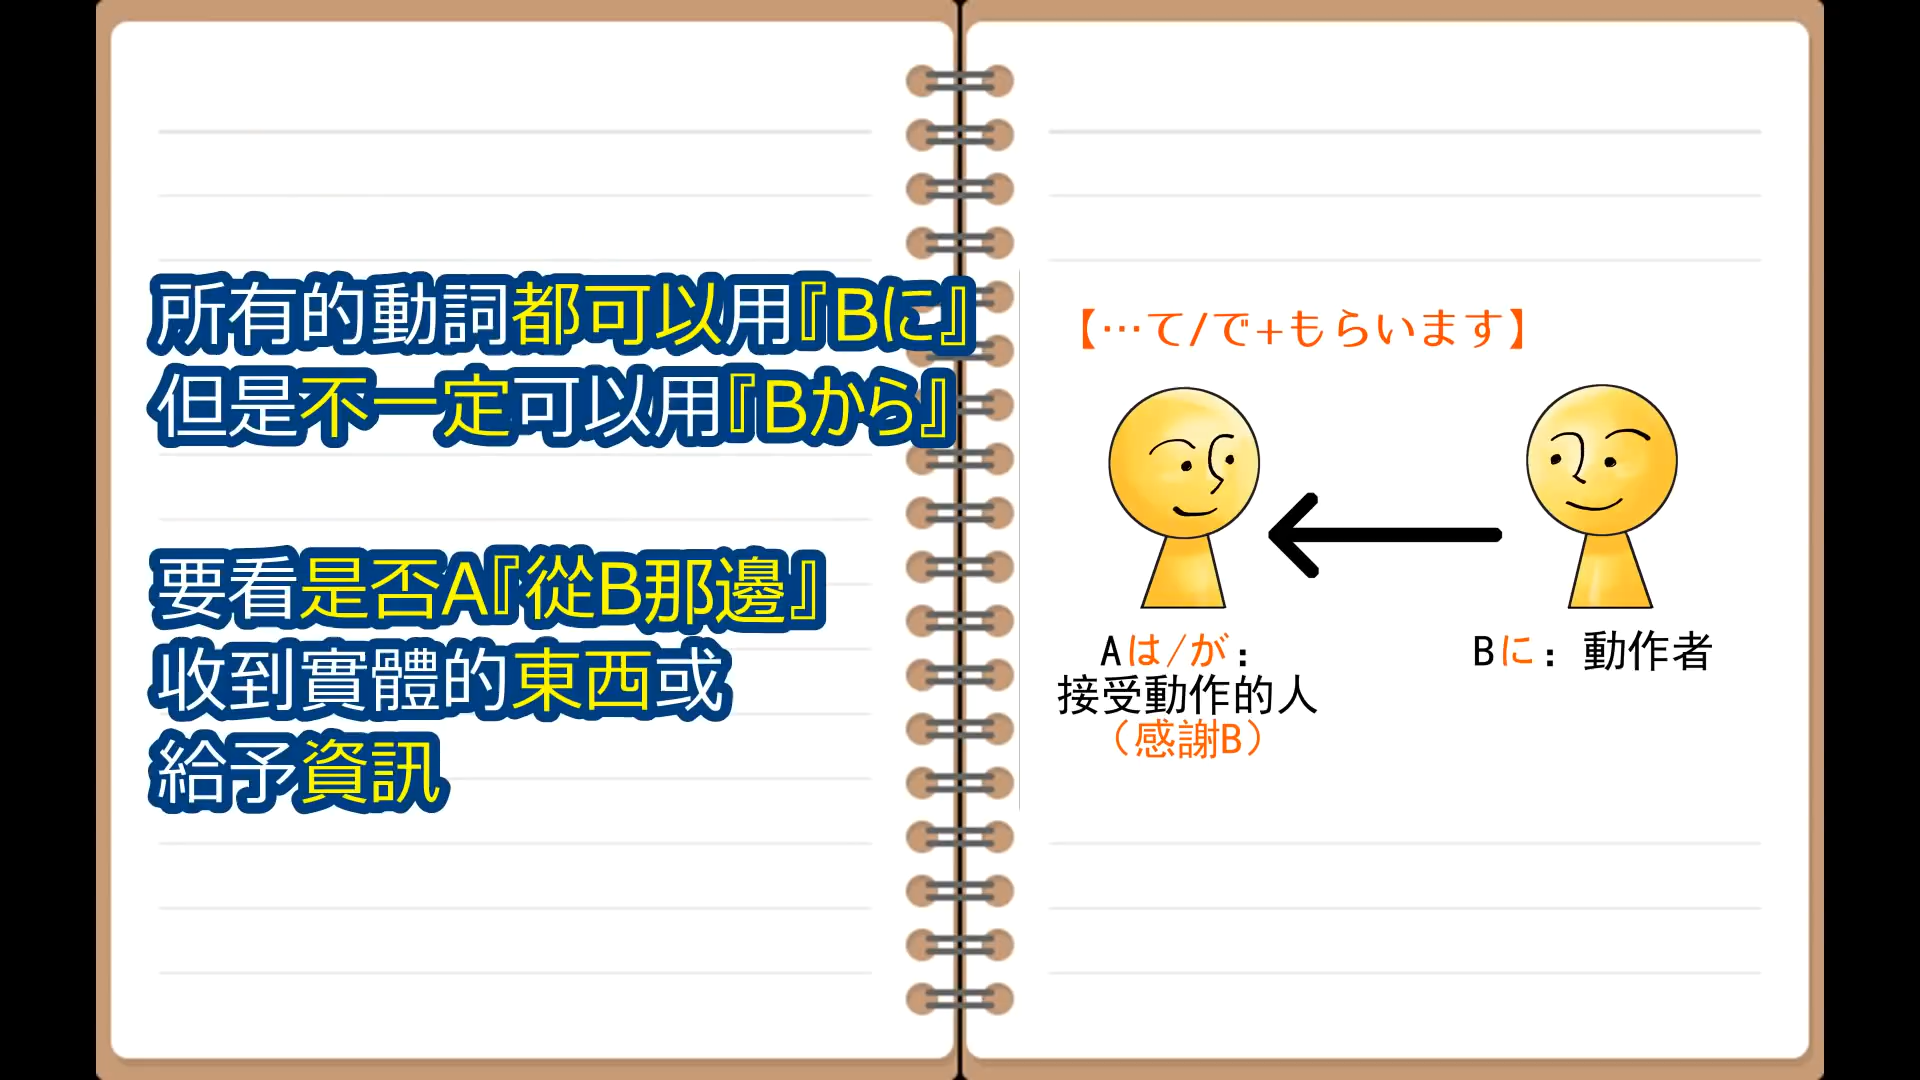 所有的動詞都可以用『Bに』
但是不一定可以用『Bから』
要看是否A『從B那邊』
收到實體的東西或
給予資訊
【…て/で+もらいます】
Aは/が：
接受動作的人
（感謝B）
Bに：動作者